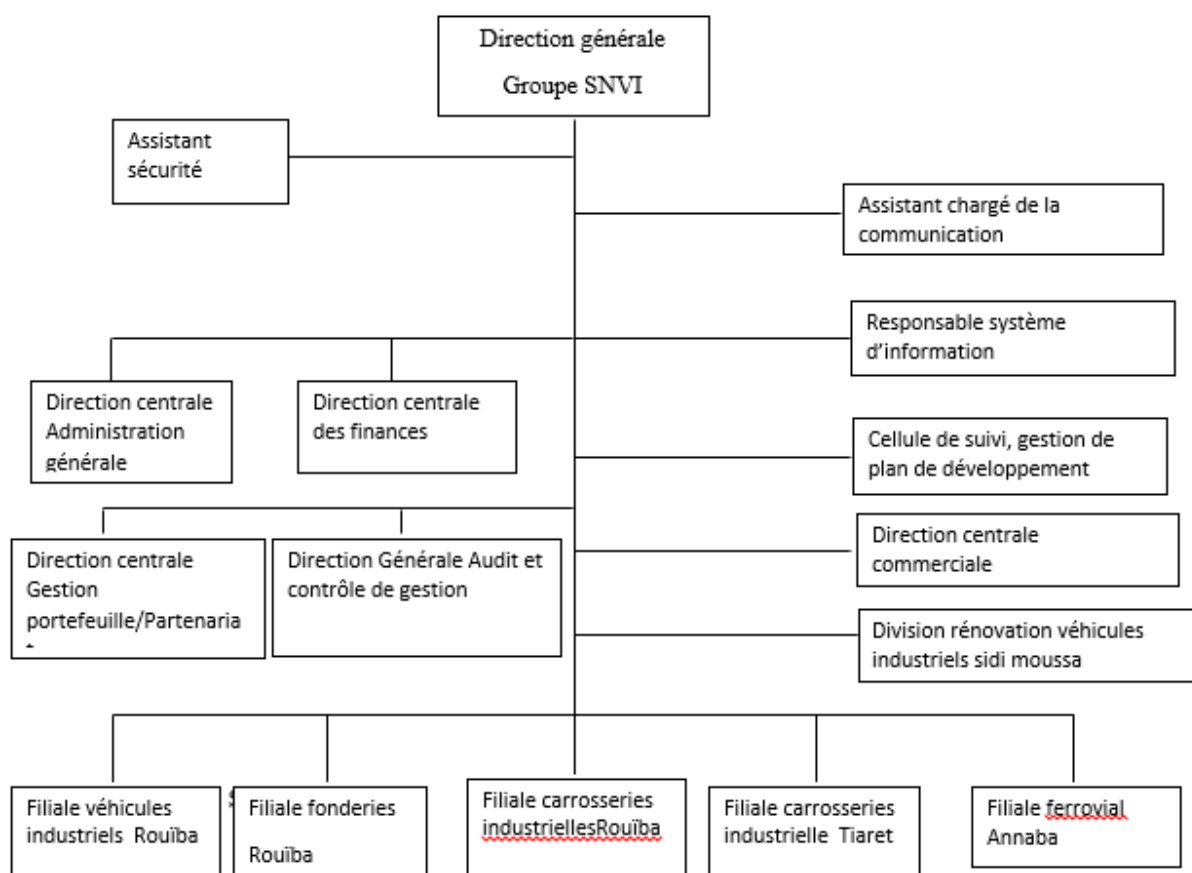 Direction générale
Groupe SNVI
Assistant
sécurité
Assistant chargé de la
communication
Responsable système
d'information
Direction centrale
Administration
générale
Direction centrale
des finances
Cellule de suivi, gestion de
plan de développement
Direction centrale
Gestion
portefeuille/Partenaria
t
Direction Générale Audit et
contrôle de gestion
Direction centrale
commerciale
Division rénovation véhicules
industriels sidi moussa
Filiale véhicules
industriels Rouïba
Filiale fonderies
Rouïba
Filiale carrosseries
industriellesRouïba
Filiale carrosseries
industrielle Tiaret
Filiale ferrovial
Annaba